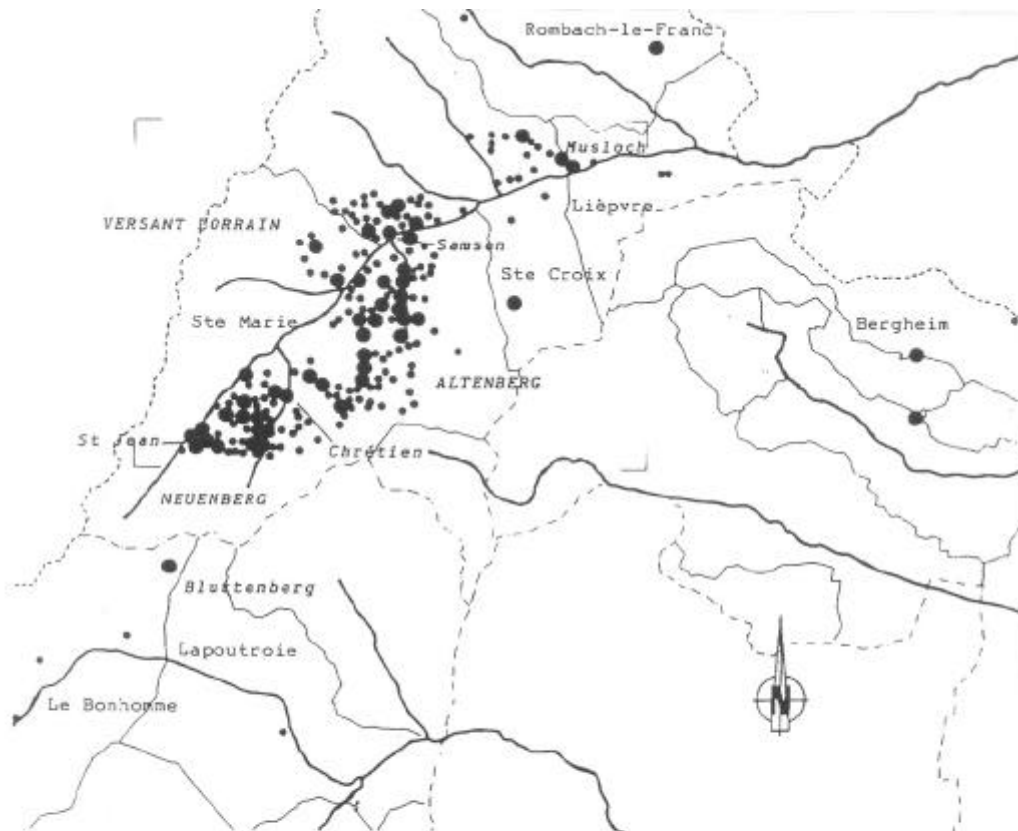 Rombach-le-Franc
Musloch
Lièpvre
VERSANT LORRAIN
Samson
Ste Croix
Ste Marie
Bergheim
ALTENBERG
St Jean
Chrétien
NEUENBERG
Bluttenberg
Lapoutroie
Le Bonhomme
N